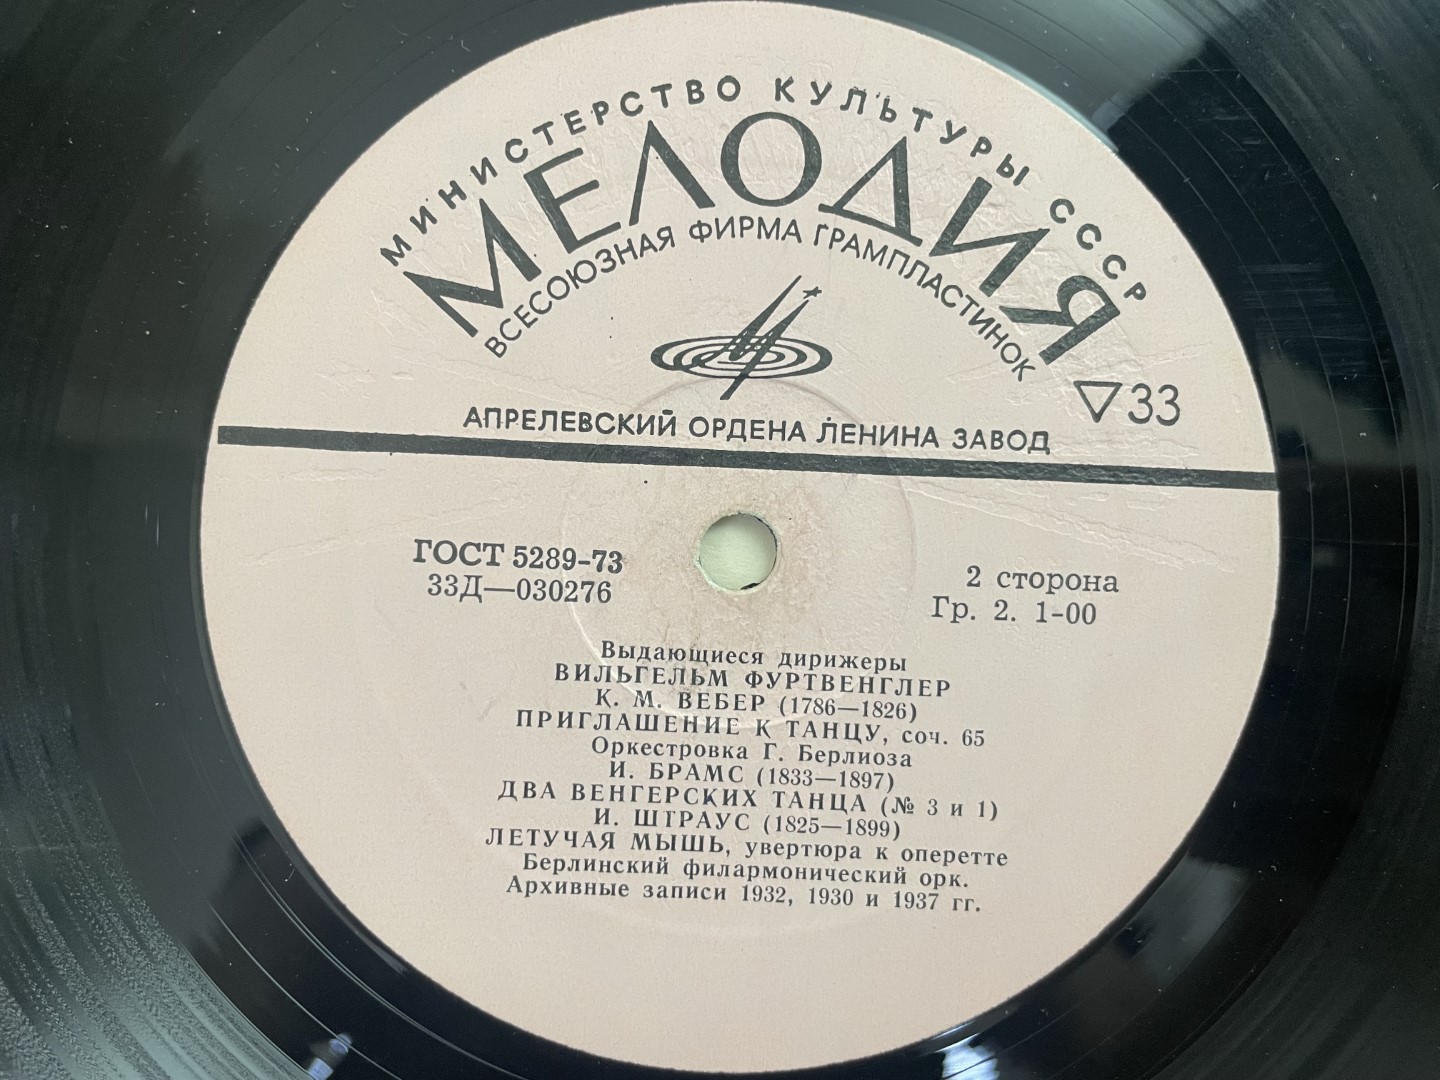 МИНИСТЕРСТВО КУЛЬТУРЫ СССР
МЕЛОДИЯ
ВСЕСОЮЗНАЯ ФИРМА ГРАМПЛАСТИНОК
▽33
АПРЕЛЕВСКИЙ ОРДЕНА ЛЕНИНА ЗАВОД
ГОСТ 5289-73
33Д—030276
2 сторона
Гр. 2. 1-00
Выдающиеся дирижеры
ВИЛЬГЕЛЬМ ФУРТВЕНГЛЕР
К. М. ВЕБЕР (1786—1826)
ПРИГЛАШЕНИЕ К ТАНЦУ, соч. 65
Оркестровка Г. Берлиоза
И. БРАМС (1833—1897)
ДВА ВЕНГЕРСКИХ ТАНЦА (№ 3 и 1)
И. ШТРАУС (1825—1899)
ЛЕТУЧАЯ МЫШЬ, увертюра к оперетте
Берлинский филармонический орк.
Архивные записи 1932, 1930 и 1937 гг.